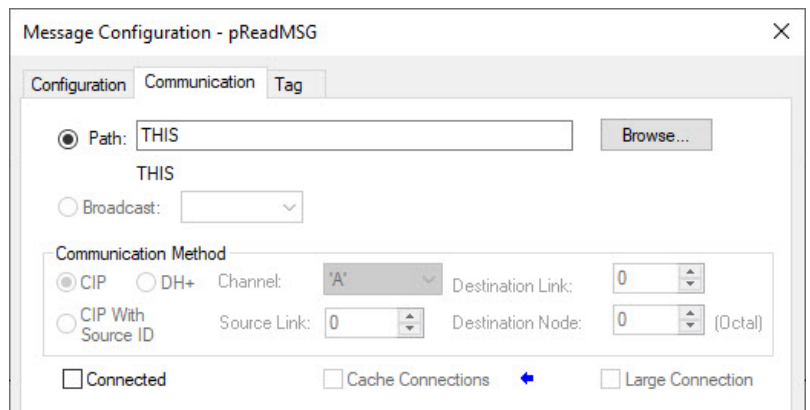 Message Configuration - pReadMSG
Configuration Communication Tag
Path: THIS Browse...
THIS
Broadcast:
Communication Method
CIP DH+ Channel: 'A' Destination Link: 0
CIP With Source ID Source Link: 0 Destination Node: 0 (Octal)
Connected Cache Connections Large Connection